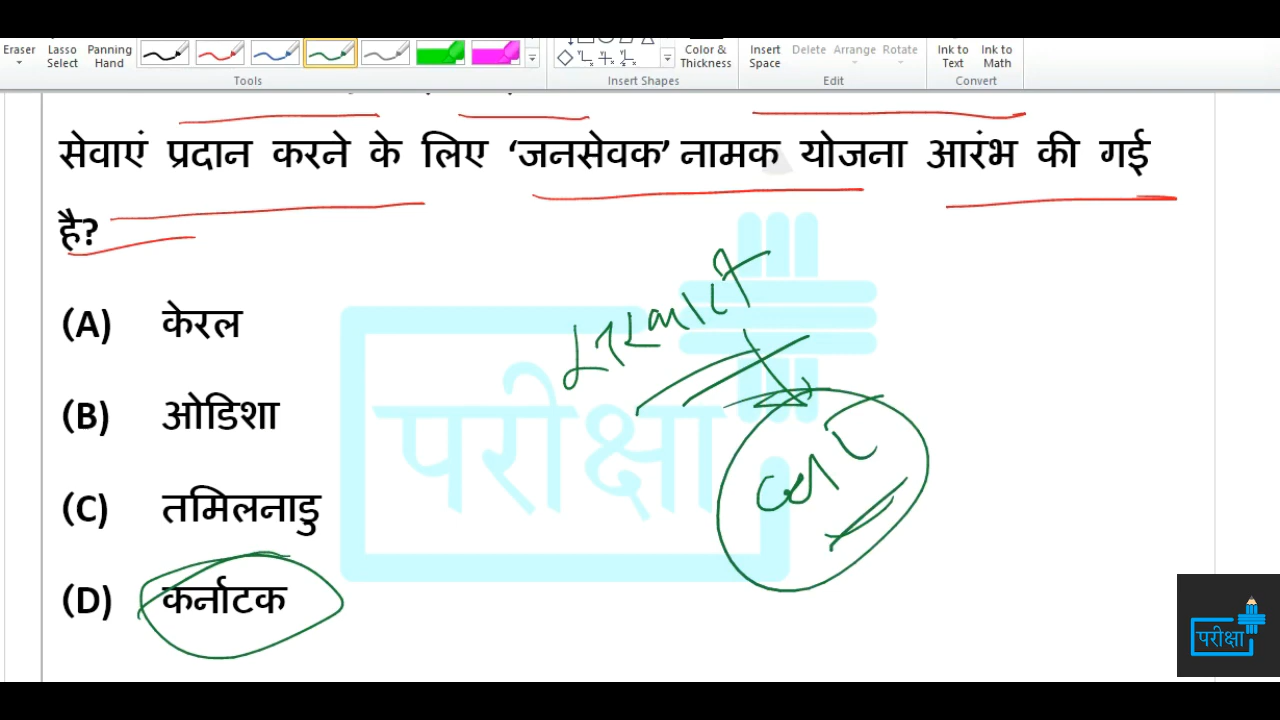 Eraser Lasso Select Panning Hand Color & Thickness Insert Space Delete Arrange Rotate Ink to Text Ink to Math
Tools Insert Shapes Edit Convert
सेवाएं प्रदान करने के लिए ‘जनसेवक’ नामक योजना आरंभ की गई
है?
(A) केरल
(B) ओडिशा
(C) तमिलनाडु
(D) कर्नाटक
परीक्षा
परीक्षा